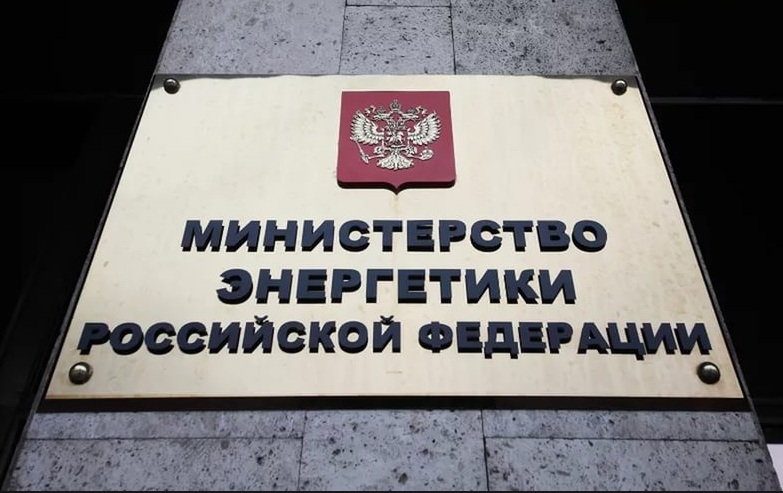 МИНИСТЕРСТВО
ЭНЕРГЕТИКИ
РОССИЙСКОЙ ФЕДЕРАЦИИ